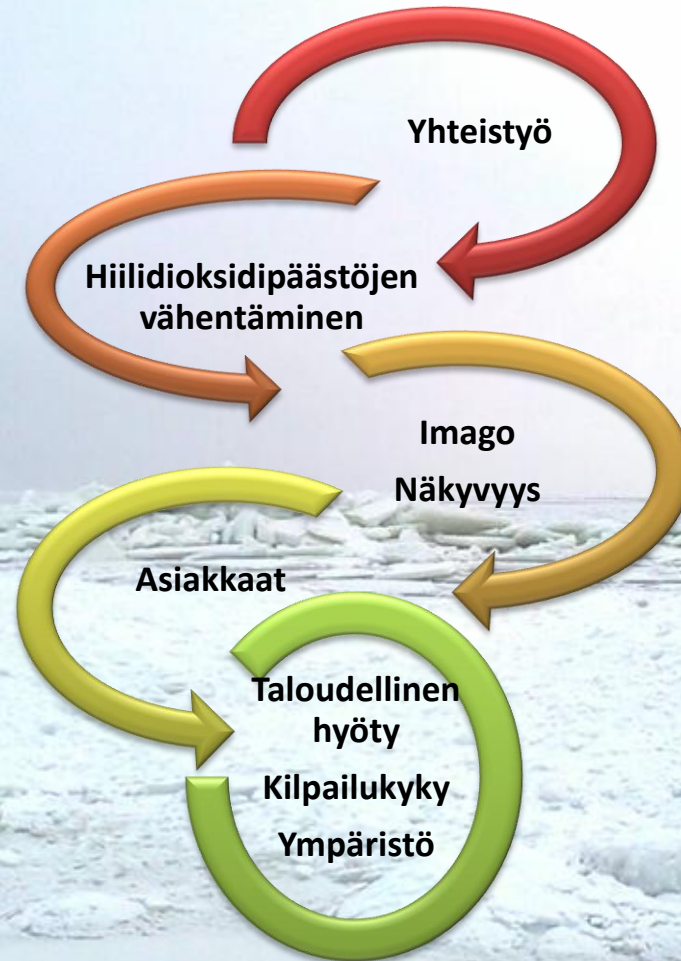 Yhteistyö
Hiilidioksidipäästöjen
vähentäminen
Imago
Näkyvyys
Asiakkaat
Taloudellinen
hyöty
Kilpailukyky
Ympäristö